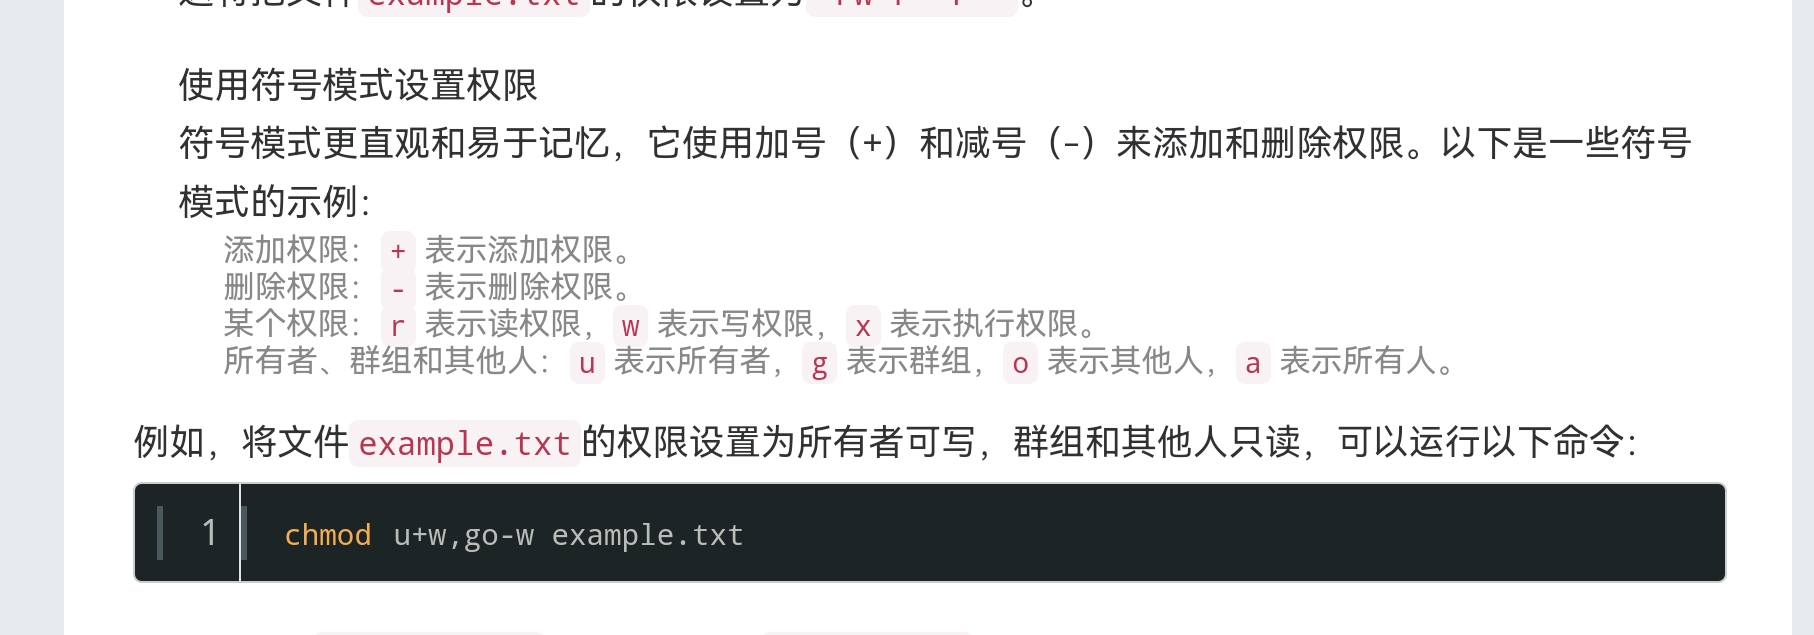 example.txt
使用符号模式设置权限
符号模式更直观和易于记忆，它使用加号（+）和减号（-）来添加和删除权限。以下是一些符号
模式的示例：
添加权限： + 表示添加权限。
删除权限： - 表示删除权限。
某个权限： r 表示读权限， w 表示写权限， x 表示执行权限。
所有者、群组和其他人： u 表示所有者， g 表示群组， o 表示其他人， a 表示所有人。
例如，将文件example.txt的权限设置为所有者可写，群组和其他人只读，可以运行以下命令：
1 chmod u+w,go-w example.txt